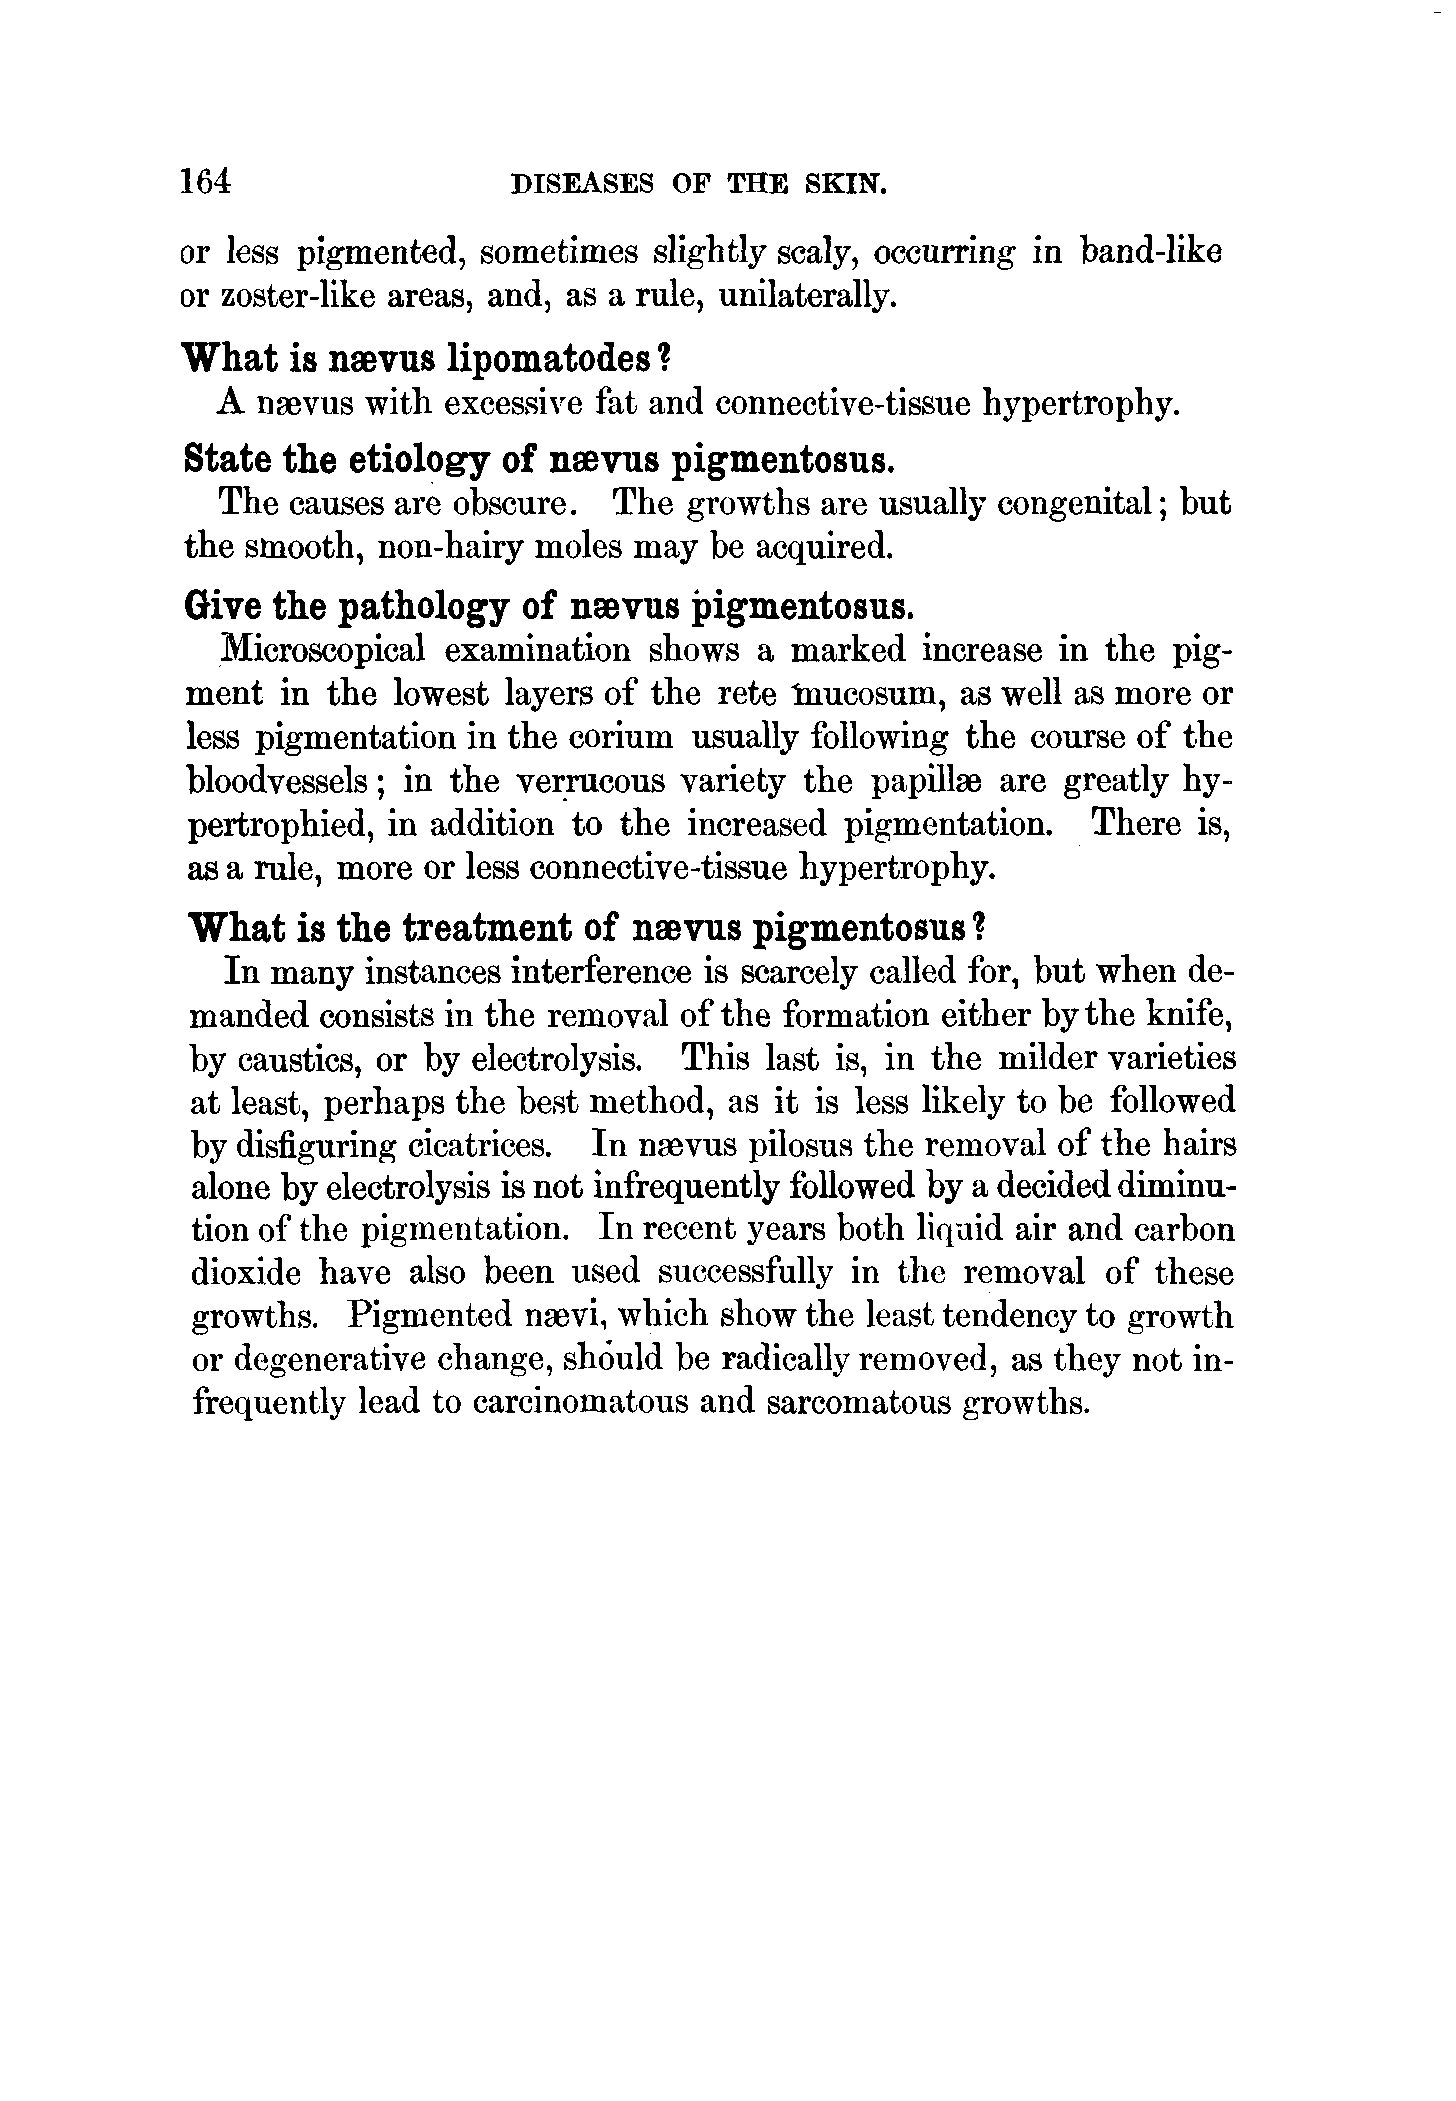 164 DISEASES OF THE SKIN.
or less pigmented, sometimes slightly scaly, occurring in band-like
or zoster-like areas, and, as a rule, unilaterally.
What is nævus lipomatodes?
A nævus with excessive fat and connective-tissue hypertrophy.
State the etiology of nævus pigmentosus.
The causes are obscure. The growths are usually congenital; but
the smooth, non-hairy moles may be acquired.
Give the pathology of nævus pigmentosus.
Microscopical examination shows a marked increase in the pig-
ment in the lowest layers of the rete mucosum, as well as more or
less pigmentation in the corium usually following the course of the
bloodvessels; in the verrucous variety the papillæ are greatly hy-
pertrophied, in addition to the increased pigmentation. There is,
as a rule, more or less connective-tissue hypertrophy.
What is the treatment of nævus pigmentosus?
In many instances interference is scarcely called for, but when de-
manded consists in the removal of the formation either by the knife,
by caustics, or by electrolysis. This last is, in the milder varieties
at least, perhaps the best method, as it is less likely to be followed
by disfiguring cicatrices. In nævus pilosus the removal of the hairs
alone by electrolysis is not infrequently followed by a decided diminu-
tion of the pigmentation. In recent years both liquid air and carbon
dioxide have also been used successfully in the removal of these
growths. Pigmented nævi, which show the least tendency to growth
or degenerative change, should be radically removed, as they not in-
frequently lead to carcinomatous and sarcomatous growths.